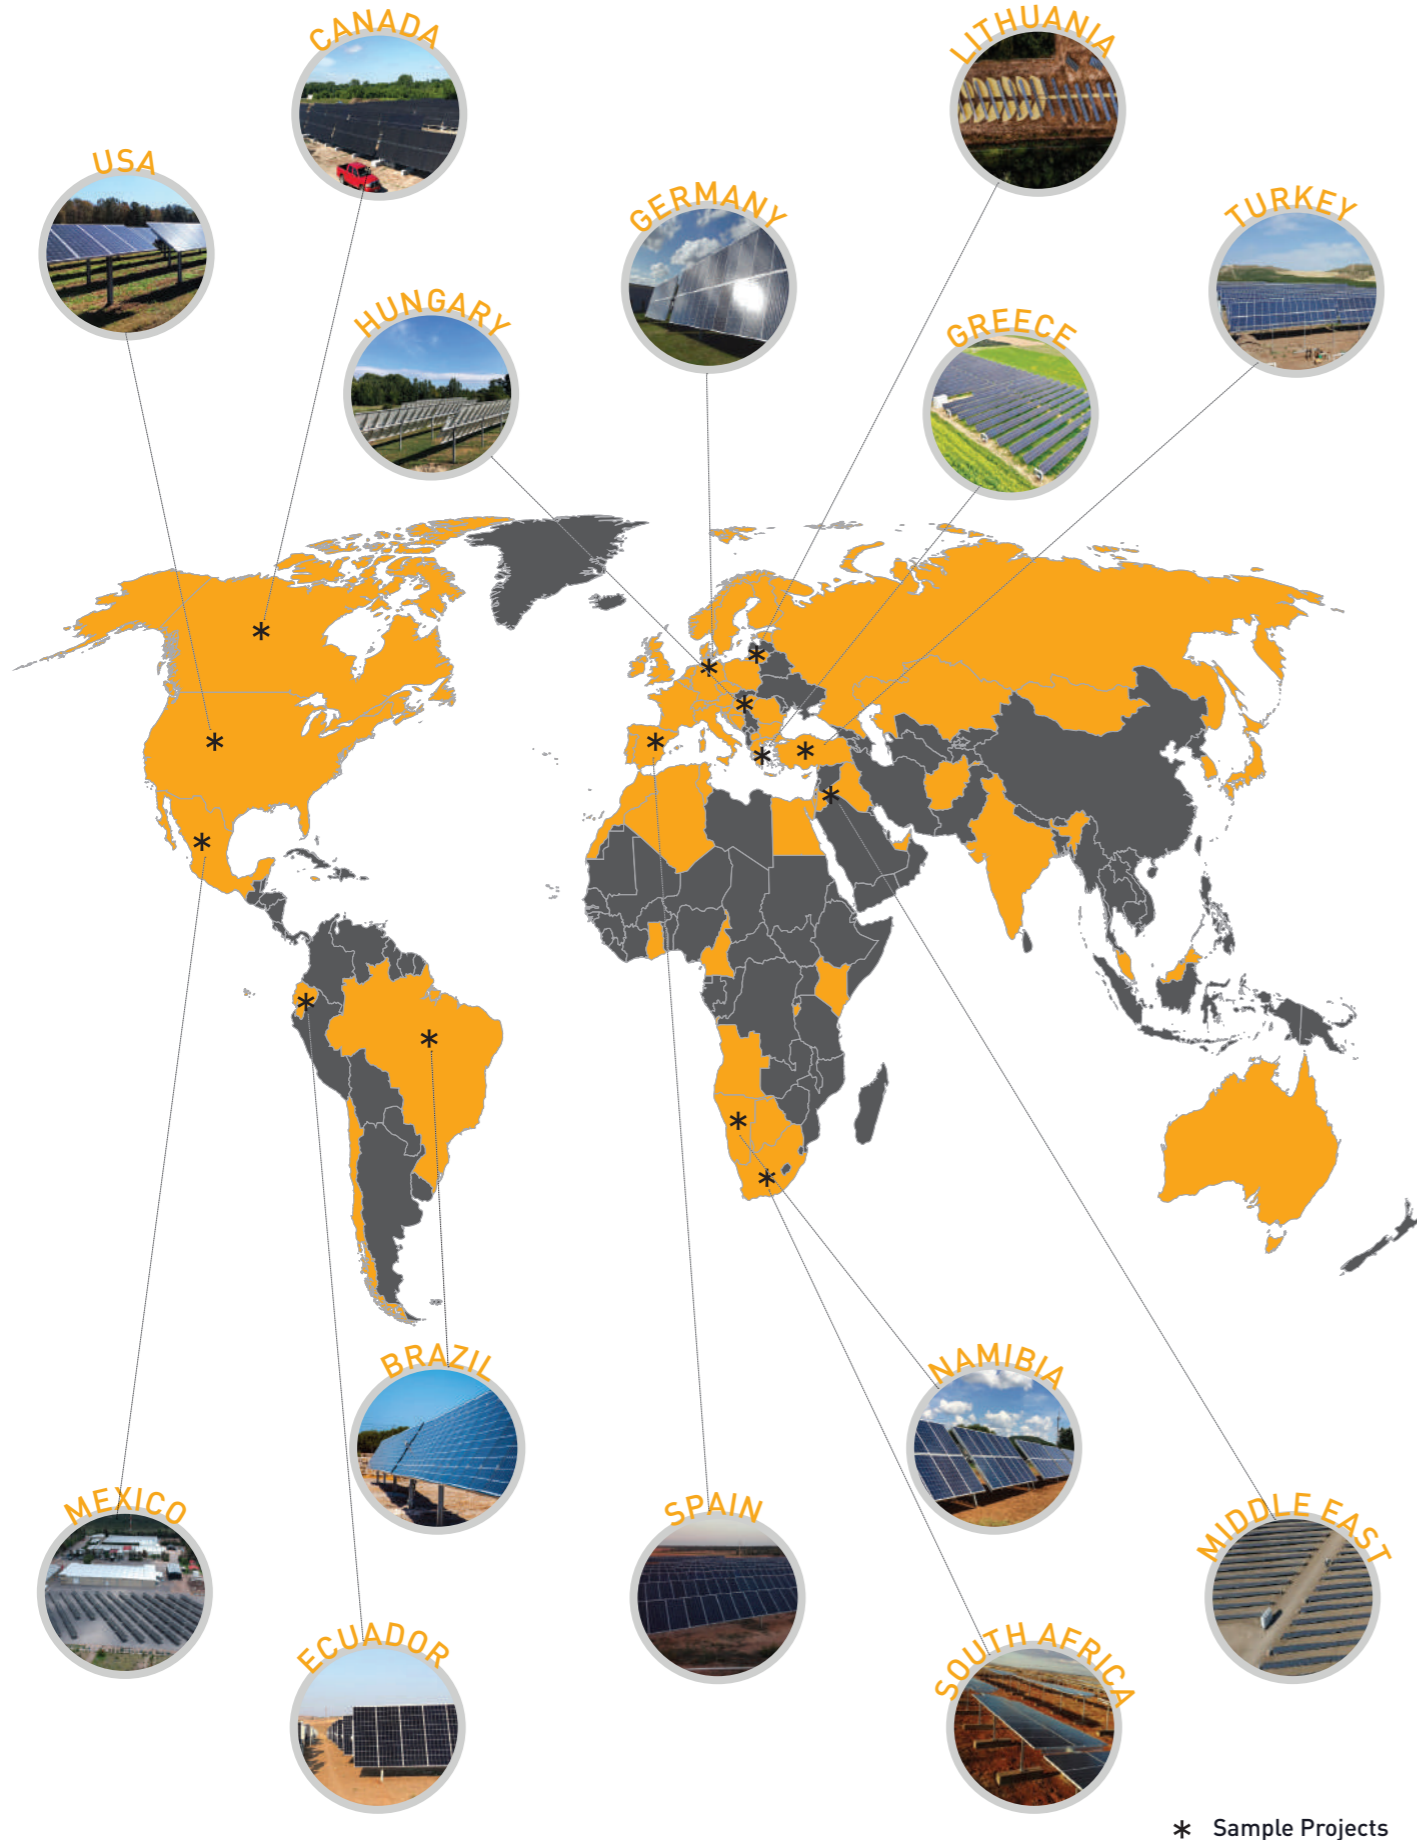 CANADA
LITHUANIA
USA
GERMANY
TURKEY
HUNGARY
GREECE
BRAZIL
NAMIBIA
MEXICO
SPAIN
MIDDLE EAST
ECUADOR
SOUTH AFRICA
* Sample Projects